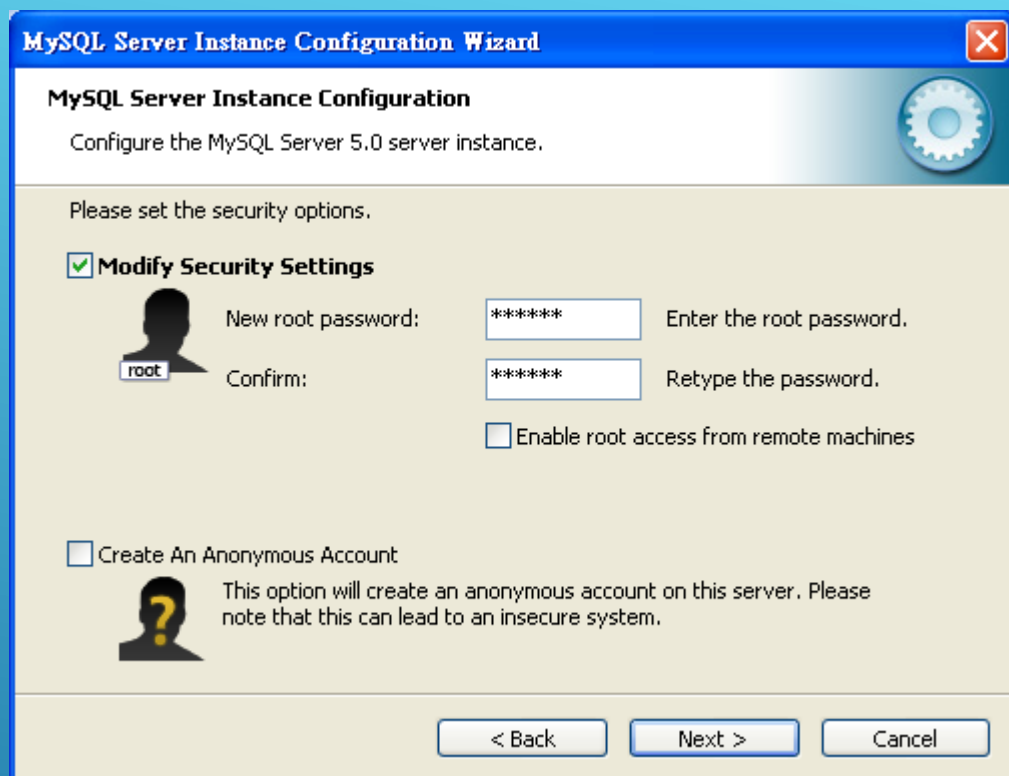 MySQL Server Instance Configuration Wizard
MySQL Server Instance Configuration
Configure the MySQL Server 5.0 server instance.
Please set the security options.
Modify Security Settings
root
New root password: ****** Enter the root password.
Confirm: ****** Retype the password.
Enable root access from remote machines
Create An Anonymous Account
?
This option will create an anonymous account on this server. Please
note that this can lead to an insecure system.
< Back Next > Cancel